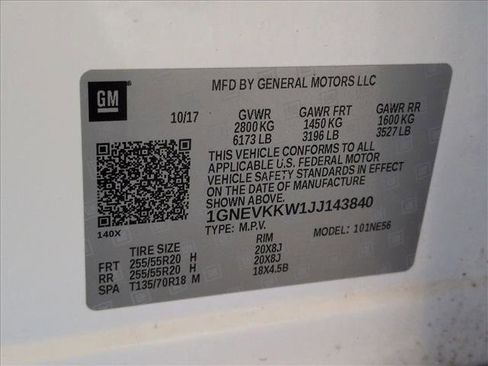 GM
MFD BY GENERAL MOTORS LLC
10/17 GVWR GAWR FRT GAWR RR
2800 KG 1450 KG 1600 KG
6173 LB 3196 LB 3527 LB
THIS VEHICLE CONFORMS TO ALL
APPLICABLE U.S. FEDERAL MOTOR
VEHICLE SAFETY STANDARDS IN EFFECT
ON THE DATE OF MANUFACTURE
SHOWN ABOVE.
1GNEVKKW1JJ143840
140X TYPE: M.P.V. MODEL: 101NE56
TIRE SIZE RIM
FRT 255/55R20 H 20X8J
RR 255/55R20 H 20X8J
SPA T135/70R18 M 18X4.5B